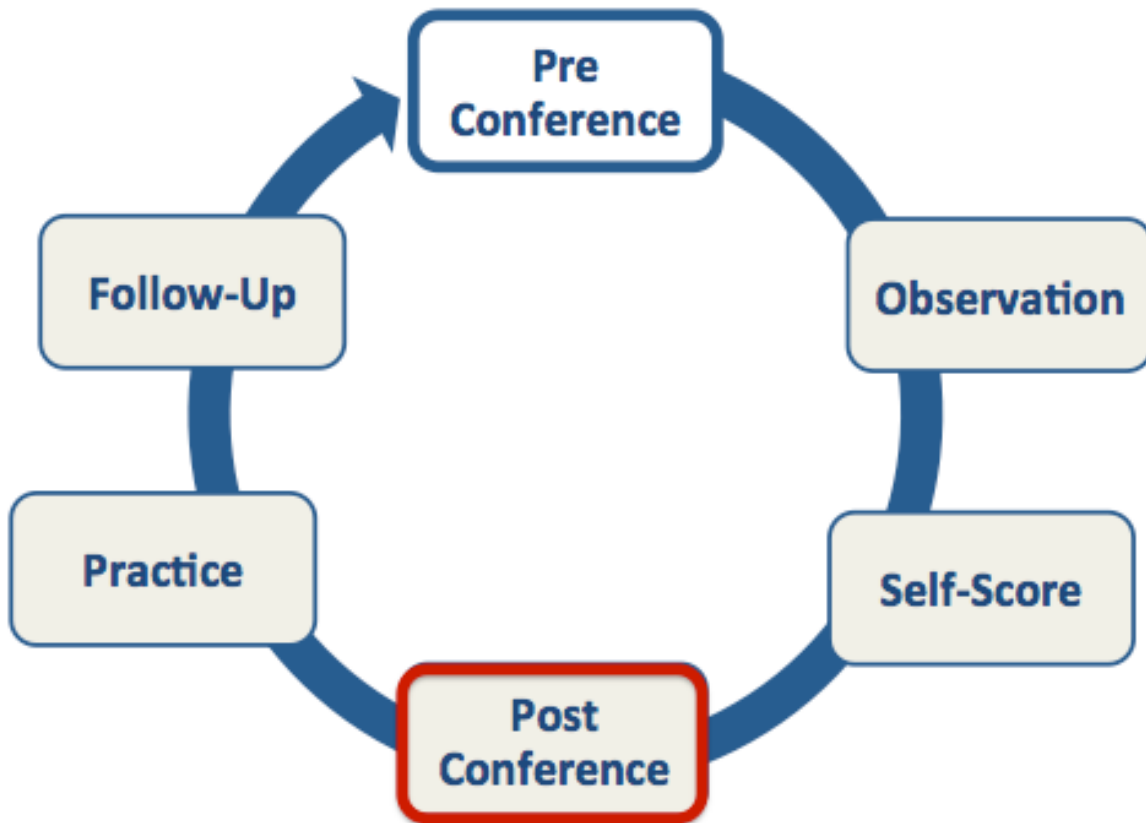 Pre
Conference
Observation
Self-Score
Post
Conference
Practice
Follow-Up